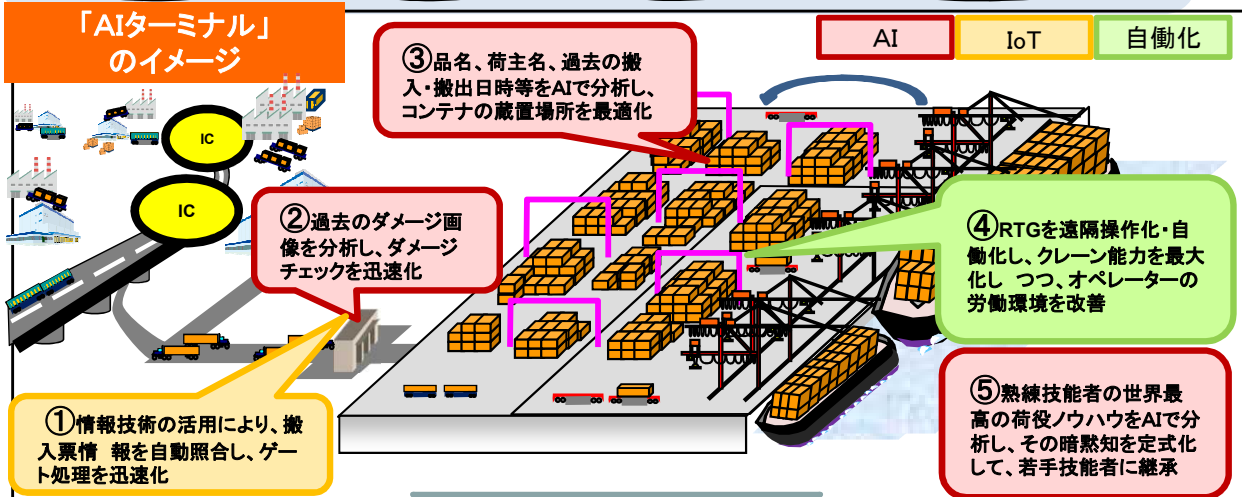 「AIターミナル」
のイメージ
AI
IoT
自働化
③品名、荷主名、過去の搬
入・搬出日時等をAIで分析し、
コンテナの蔵置場所を最適化
IC
IC
②過去のダメージ画
像を分析し、ダメージ
チェックを迅速化
④RTGを遠隔操作化・自
働化し、クレーン能力を最大
化し つつ、オペレーターの
労働環境を改善
①情報技術の活用により、搬
入票情 報を自動照合し、ゲー
ト処理を迅速化
⑤熟練技能者の世界最
高の荷役ノウハウをAIで分
析し、その暗黙知を定式化
して、若手技能者に継承